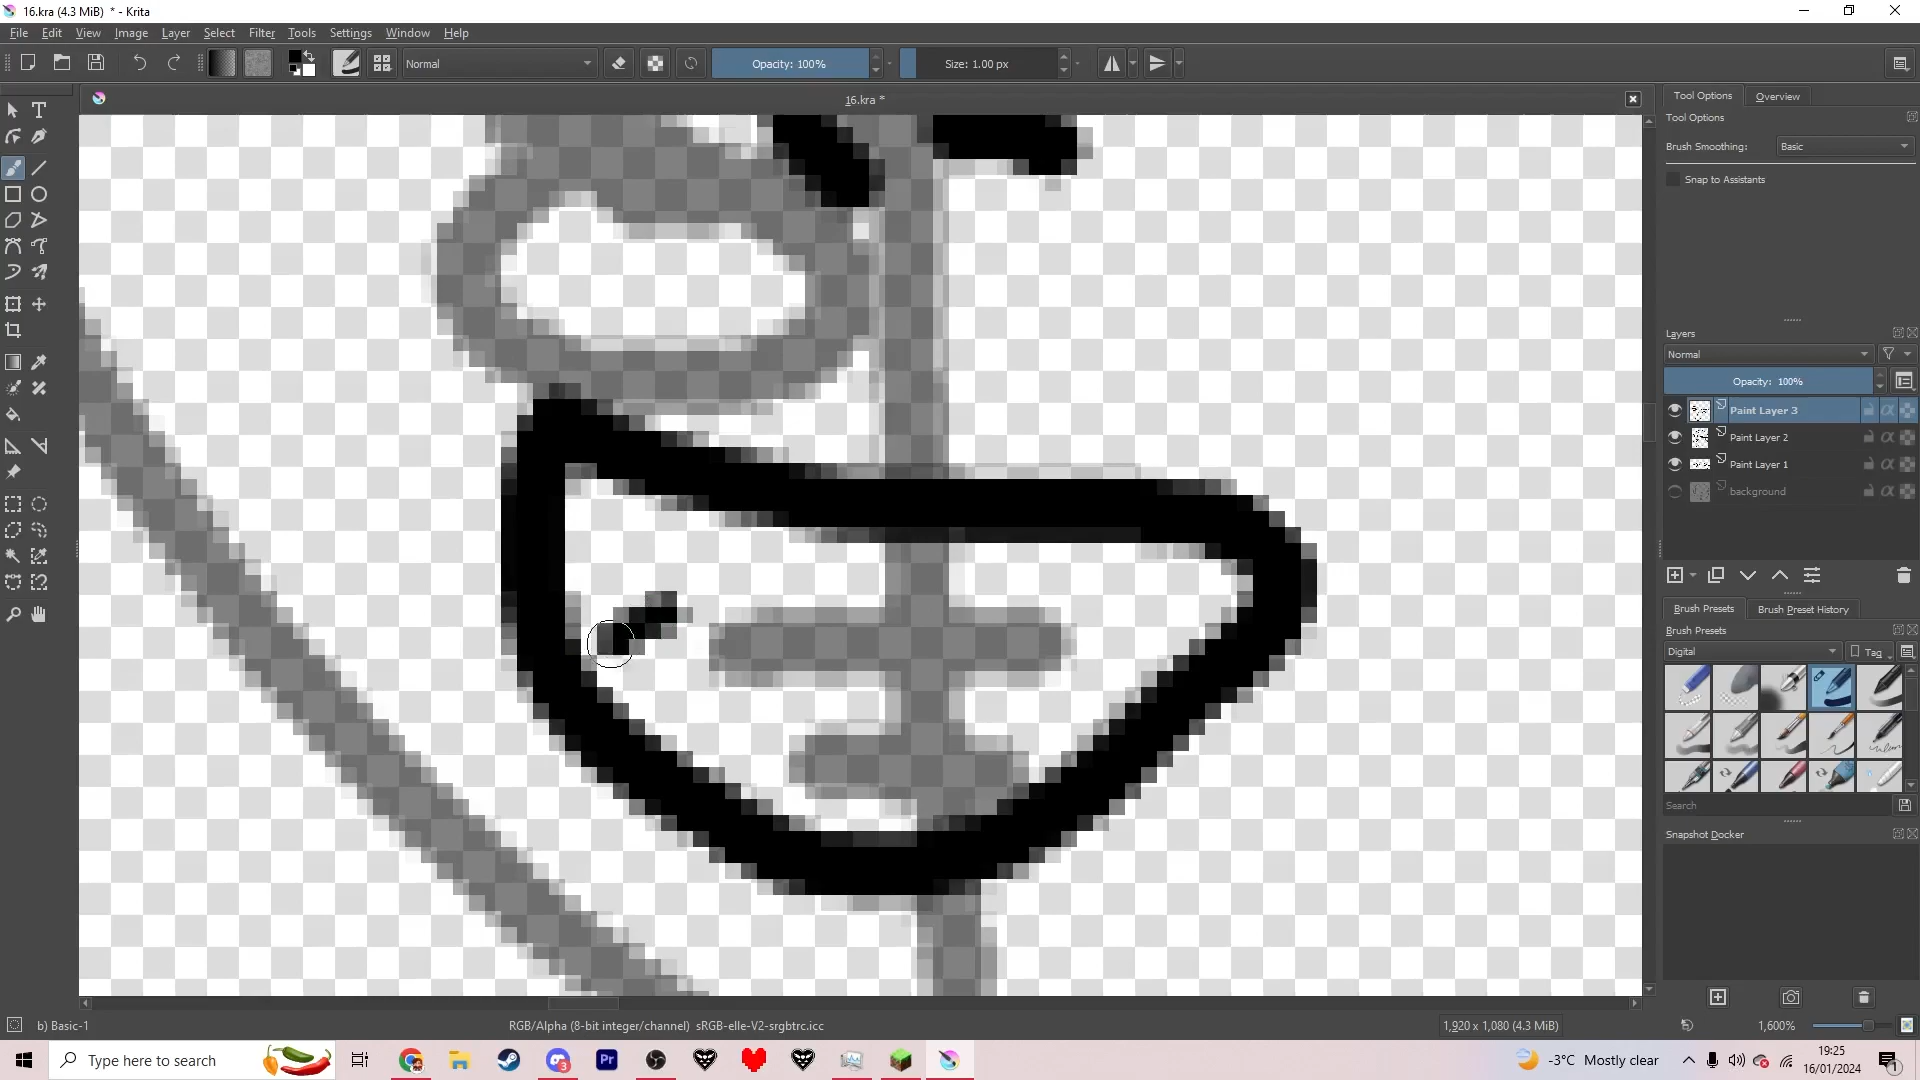 16.kra (4.3 MiB)  * - Krita
File Edit View Image Layer Select Filter Tools Settings Window Help
Normal Opacity: 100% Size: 1.00 px
16.kra *
Tool Options Overview
Tool Options
Brush Smoothing: Basic
Snap to Assistants
Layers
Normal
Opacity:  100%
Paint Layer 3
Paint Layer 2
Paint Layer 1
background
Brush Presets Brush Preset History
Brush Presets
Digital Tag
Search
Snapshot Docker
b) Basic-1 RGB/Alpha (8-bit integer/channel)  sRGB-elle-V2-srgbtrc.icc 1,920 x 1,080 (4.3 MiB) 1,600%
Type here to search 3 -3°C  Mostly clear 19:25
16/01/2024 1